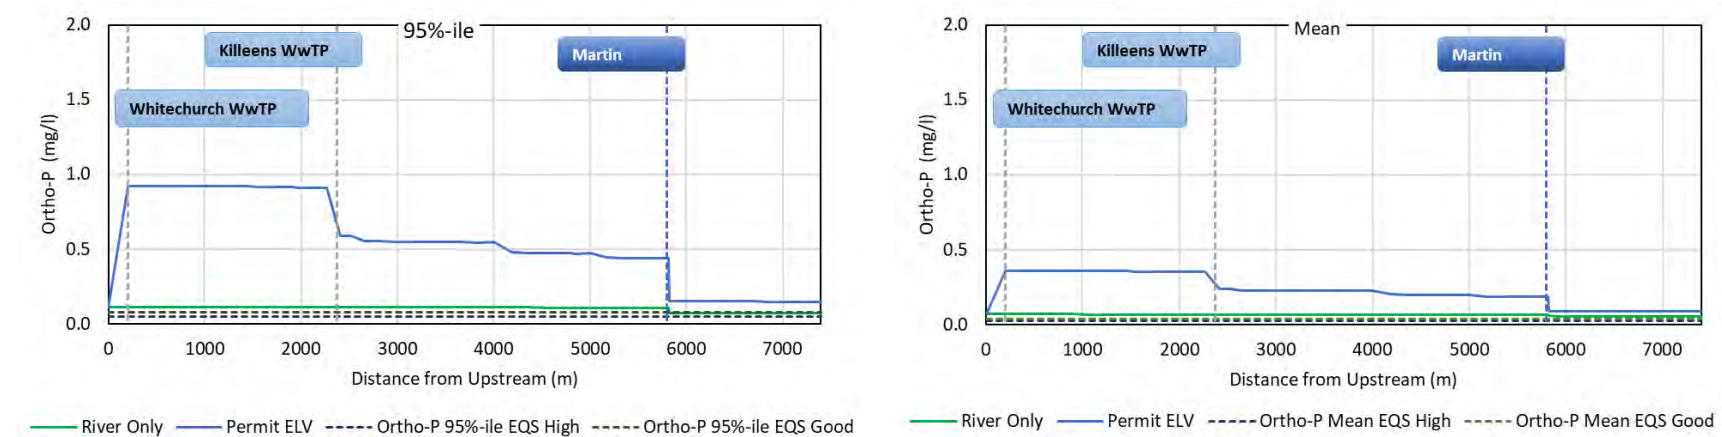 95%-ile
2.0
1.5
1.0
0.5
0.0
Ortho-P (mg/l)
Killeens WwTP
Martin
Whitechurch WwTP
0 1000 2000 3000 4000 5000 6000 7000
Distance from Upstream (m)
River Only Permit ELV Ortho-P 95%-ile EQS High Ortho-P 95%-ile EQS Good
Mean
2.0
1.5
1.0
0.5
0.0
Ortho-P (mg/l)
Killeens WwTP
Martin
Whitechurch WwTP
0 1000 2000 3000 4000 5000 6000 7000
Distance from Upstream (m)
River Only Permit ELV Ortho-P Mean EQS High Ortho-P Mean EQS Good